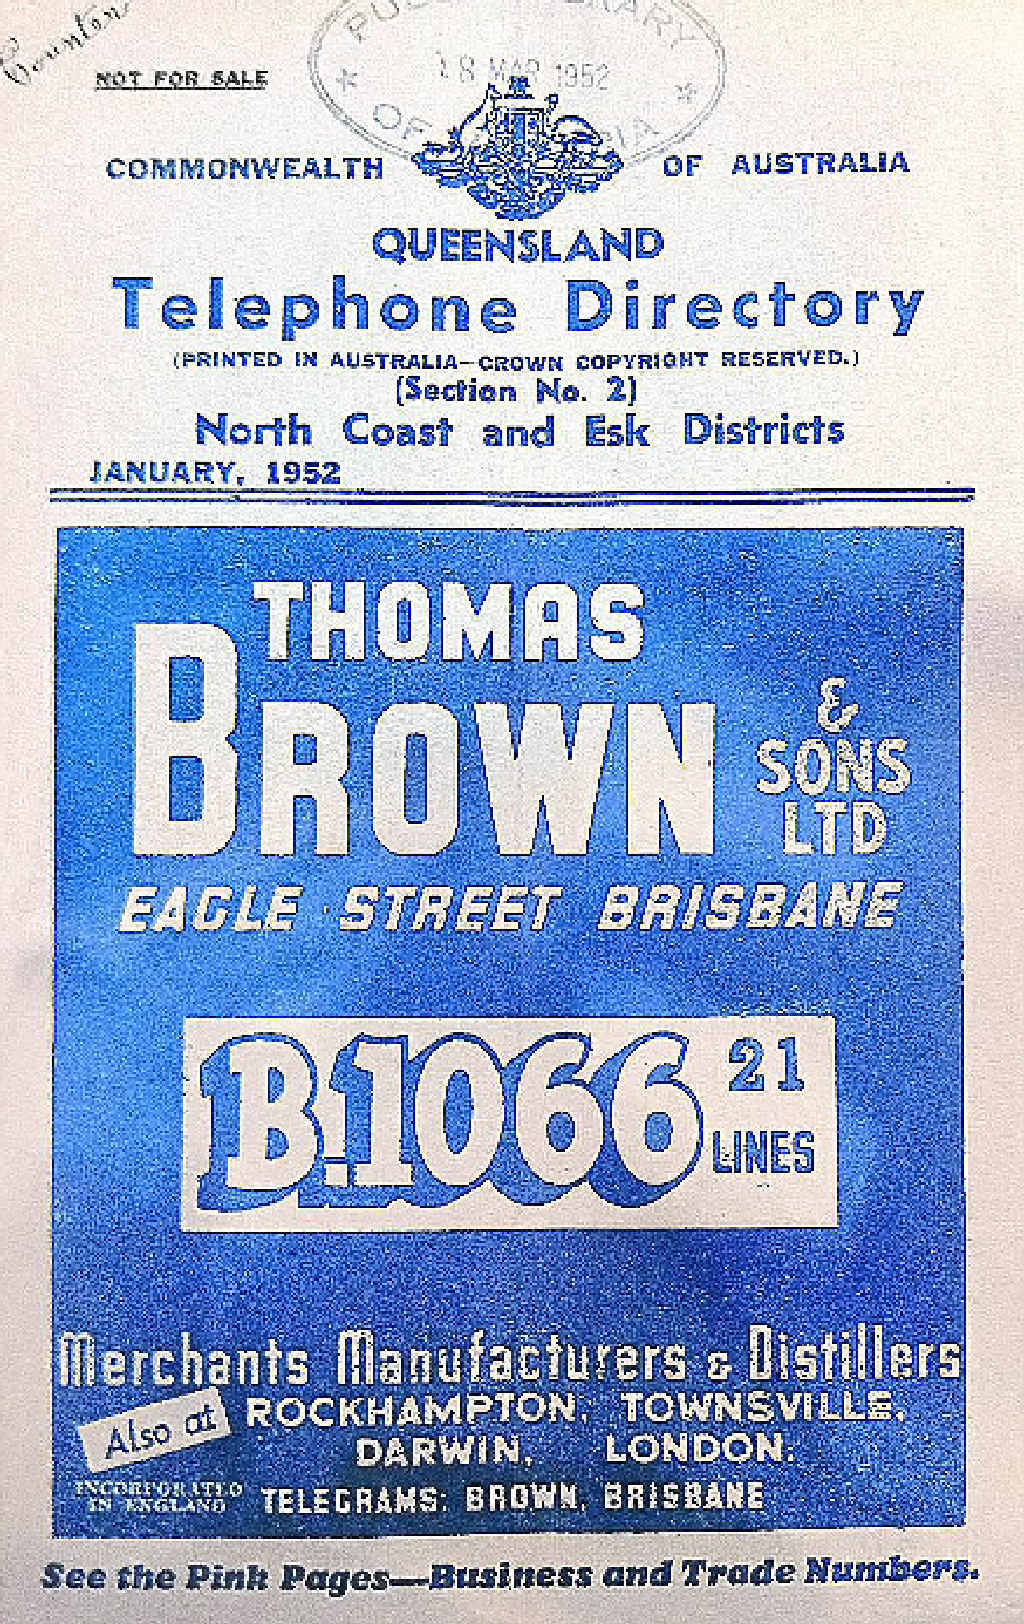 Counter
NOT FOR SALE
18 MAR 1952
COMMONWEALTH OF AUSTRALIA
QUEENSLAND
Telephone Directory
(PRINTED IN AUSTRALIA—CROWN COPYRIGHT RESERVED.)
(Section No. 2)
North Coast and Esk Districts
JANUARY, 1952
THOMAS
BROWN
& SONS LTD
EAGLE STREET BRISBANE
B.1066 21 LINES
Merchants Manufacturers & Distillers
Also at
ROCKHAMPTON, TOWNSVILLE,
DARWIN, LONDON.
INCORPORATED
IN ENGLAND
TELEGRAMS: BROWN, BRISBANE
See the Pink Pages—Business and Trade Numbers.